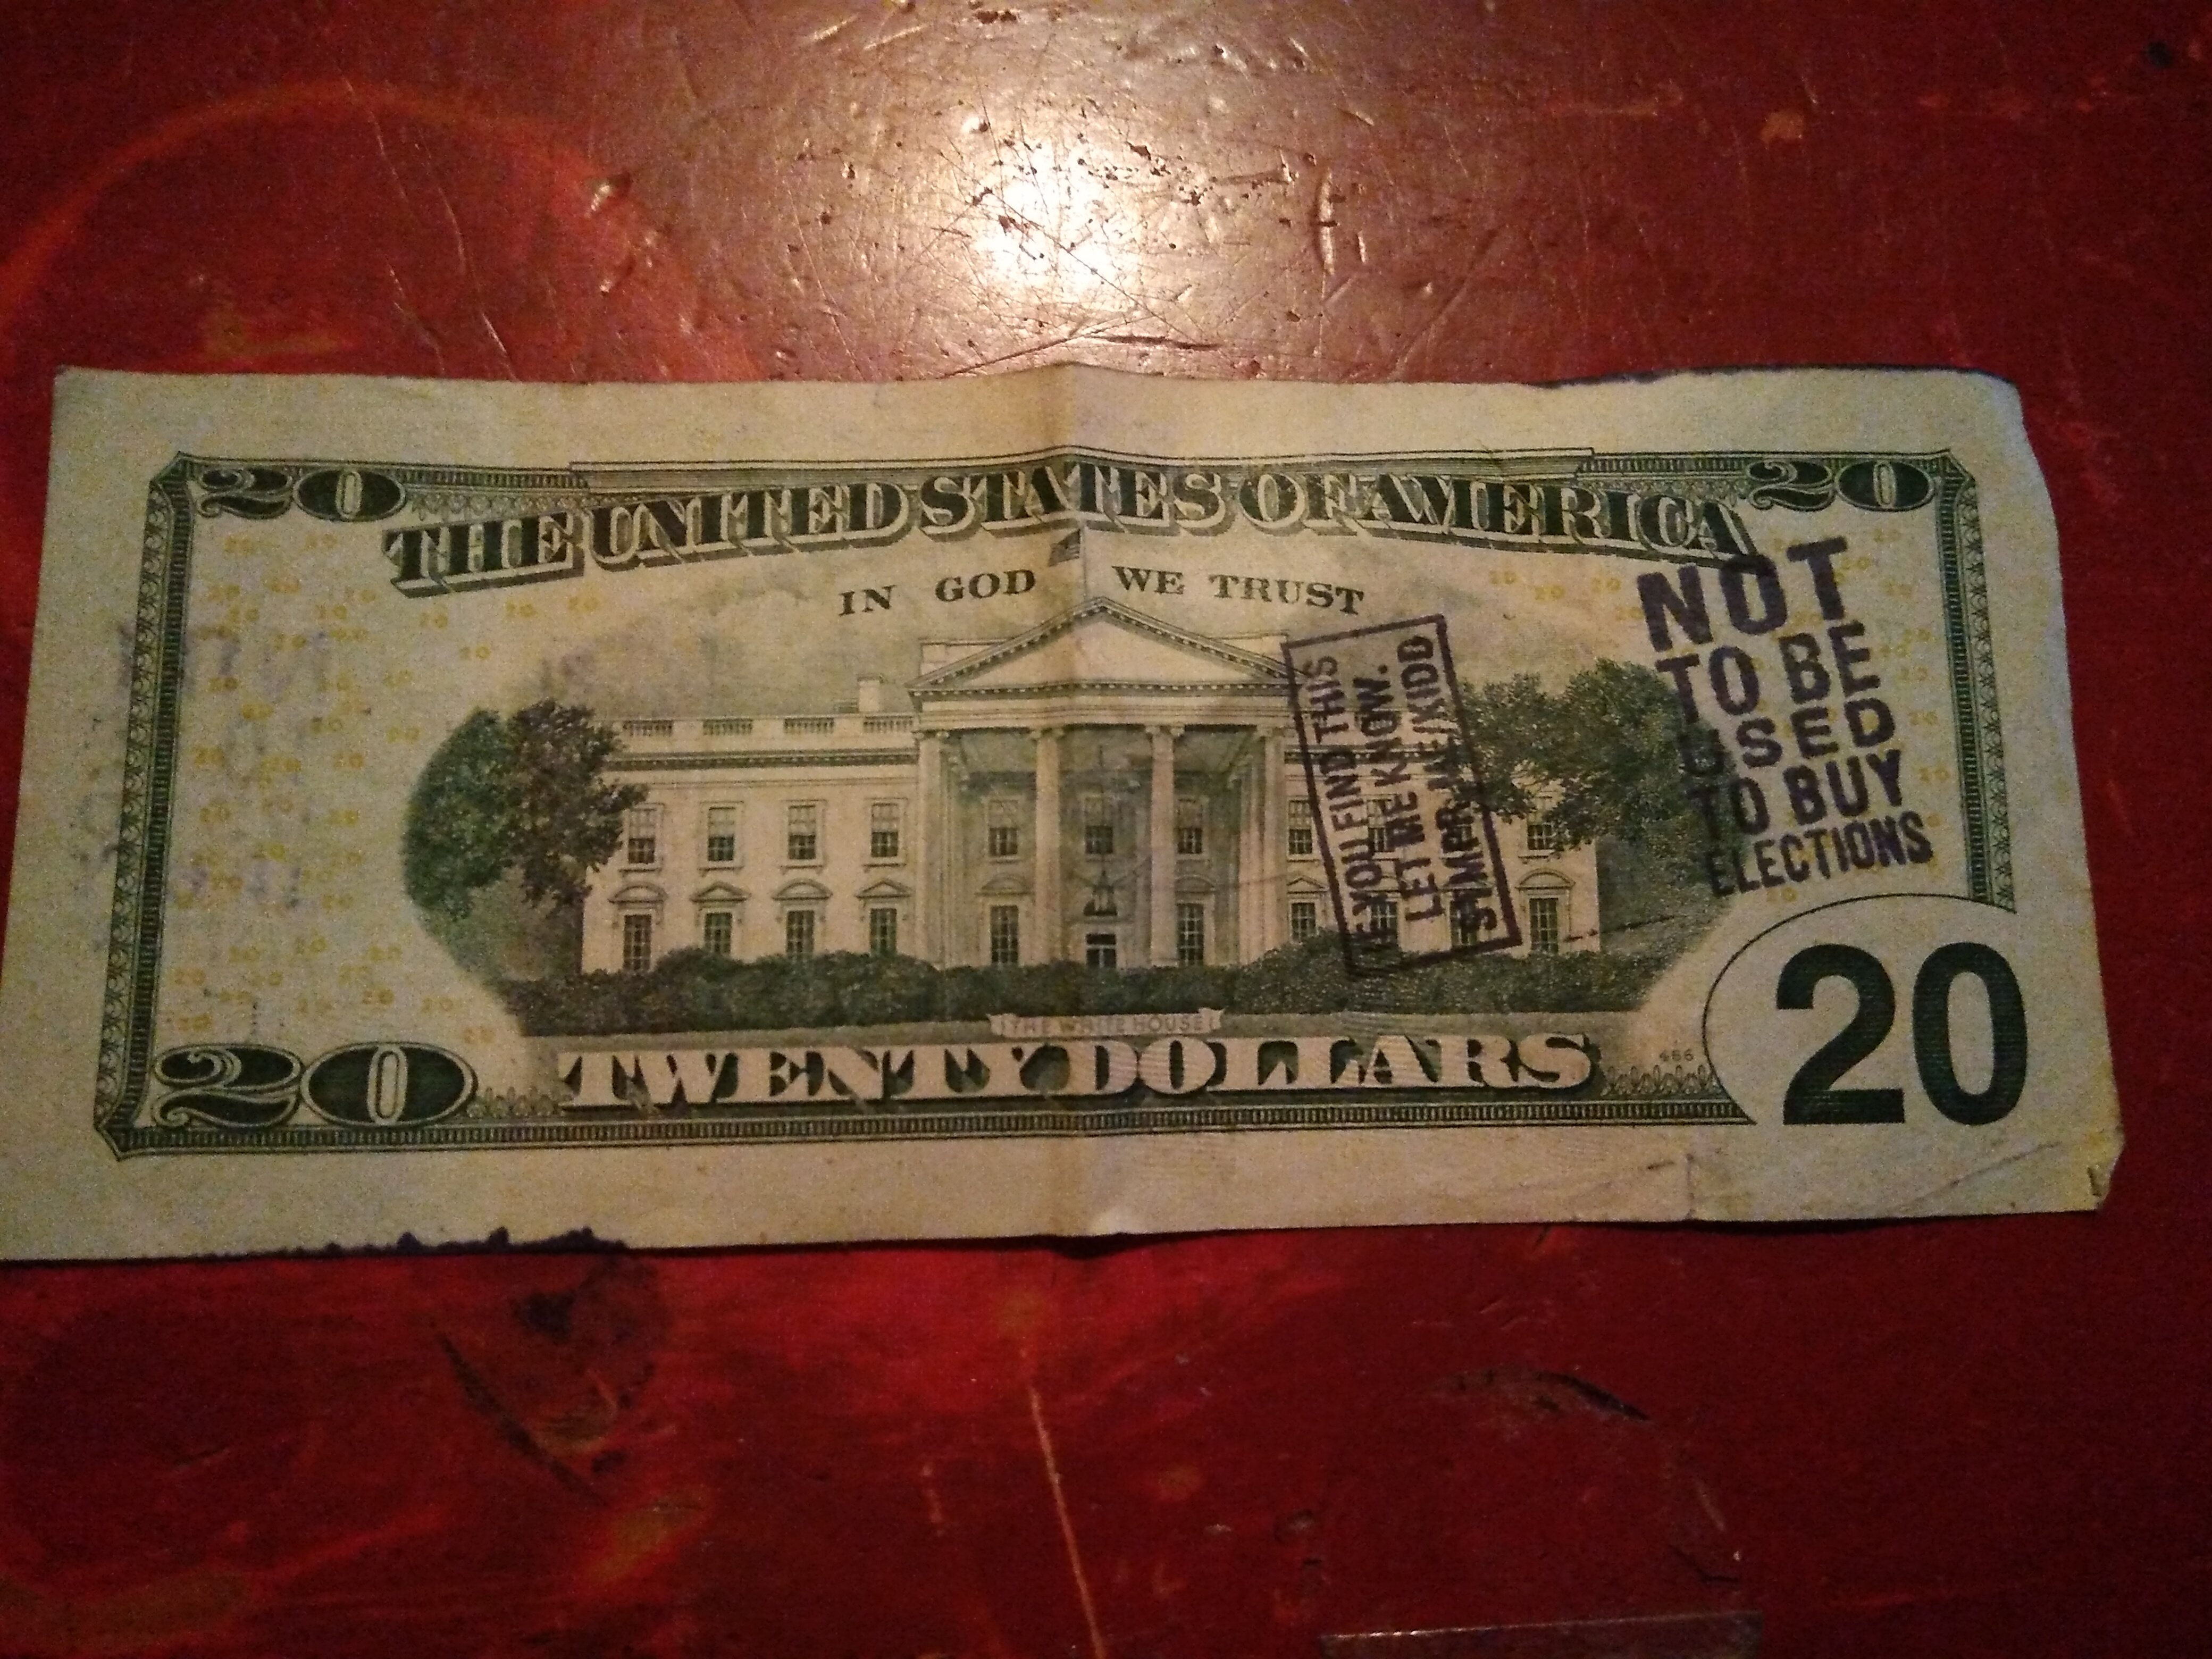 20
20
THE UNITED STATES OF AMERICA
IN GOD WE TRUST
NOT
TO BE
USED
TO BUY
ELECTIONS
IF YOU FIND THIS
LET ME KNOW.
THE WHITE HOUSE
20
TWENTY DOLLARS
20